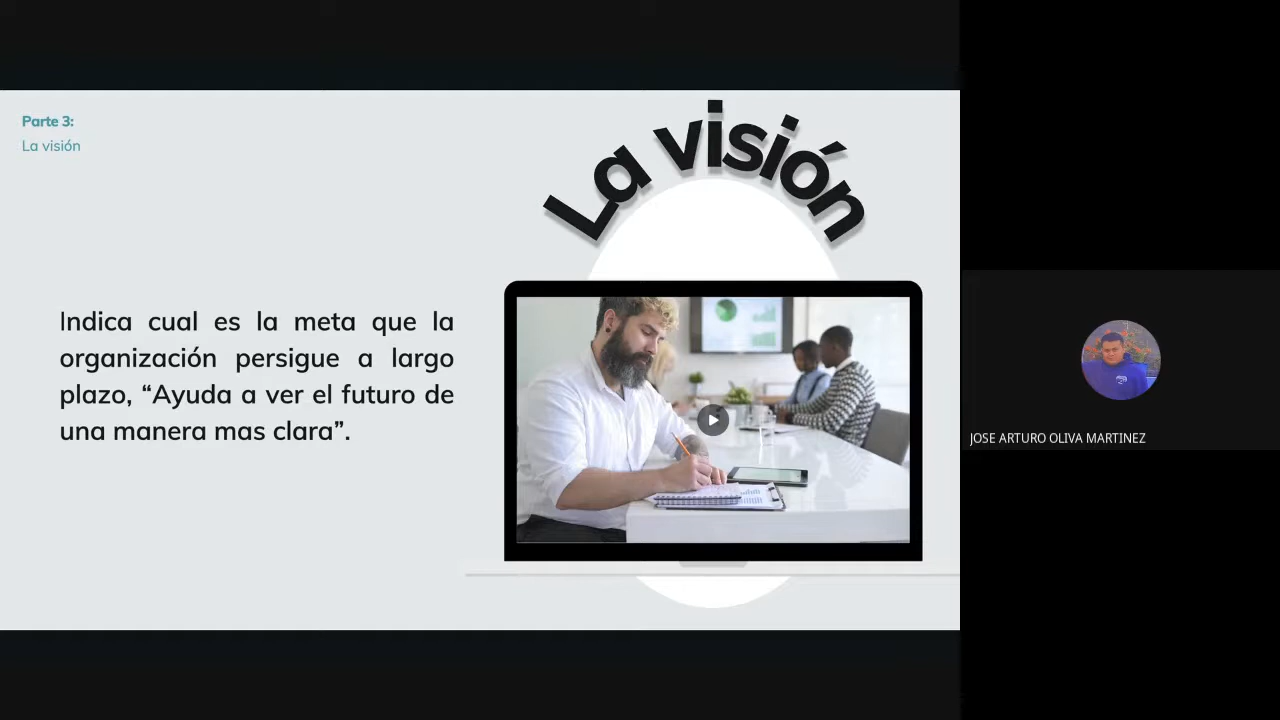 Parte 3:
La visión
La visión
Indica cual es la meta que la
organización persigue a largo
plazo, “Ayuda a ver el futuro de
una manera mas clara”.
JOSE ARTURO OLIVA MARTINEZ